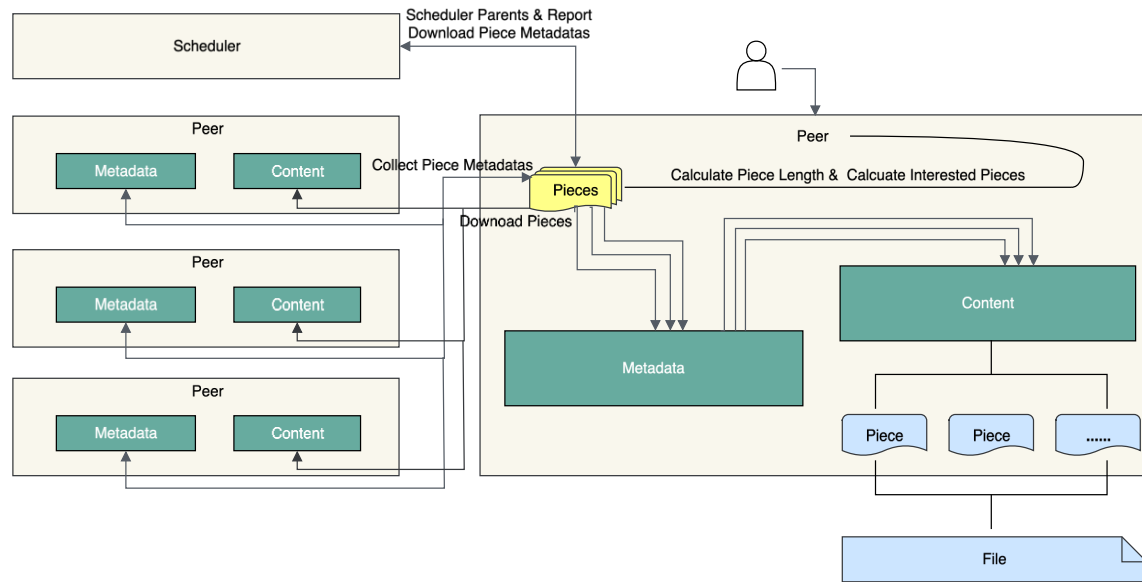 Scheduler Parents & Report
Download Piece Metadatas
Scheduler
Peer
Metadata
Content
Collect Piece Metadatas
Peer
Calculate Piece Length & Calcuate Interested Pieces
Pieces
Downoad Pieces
Peer
Metadata
Content
Content
Metadata
Peer
Metadata
Content
Piece
Piece
......
File